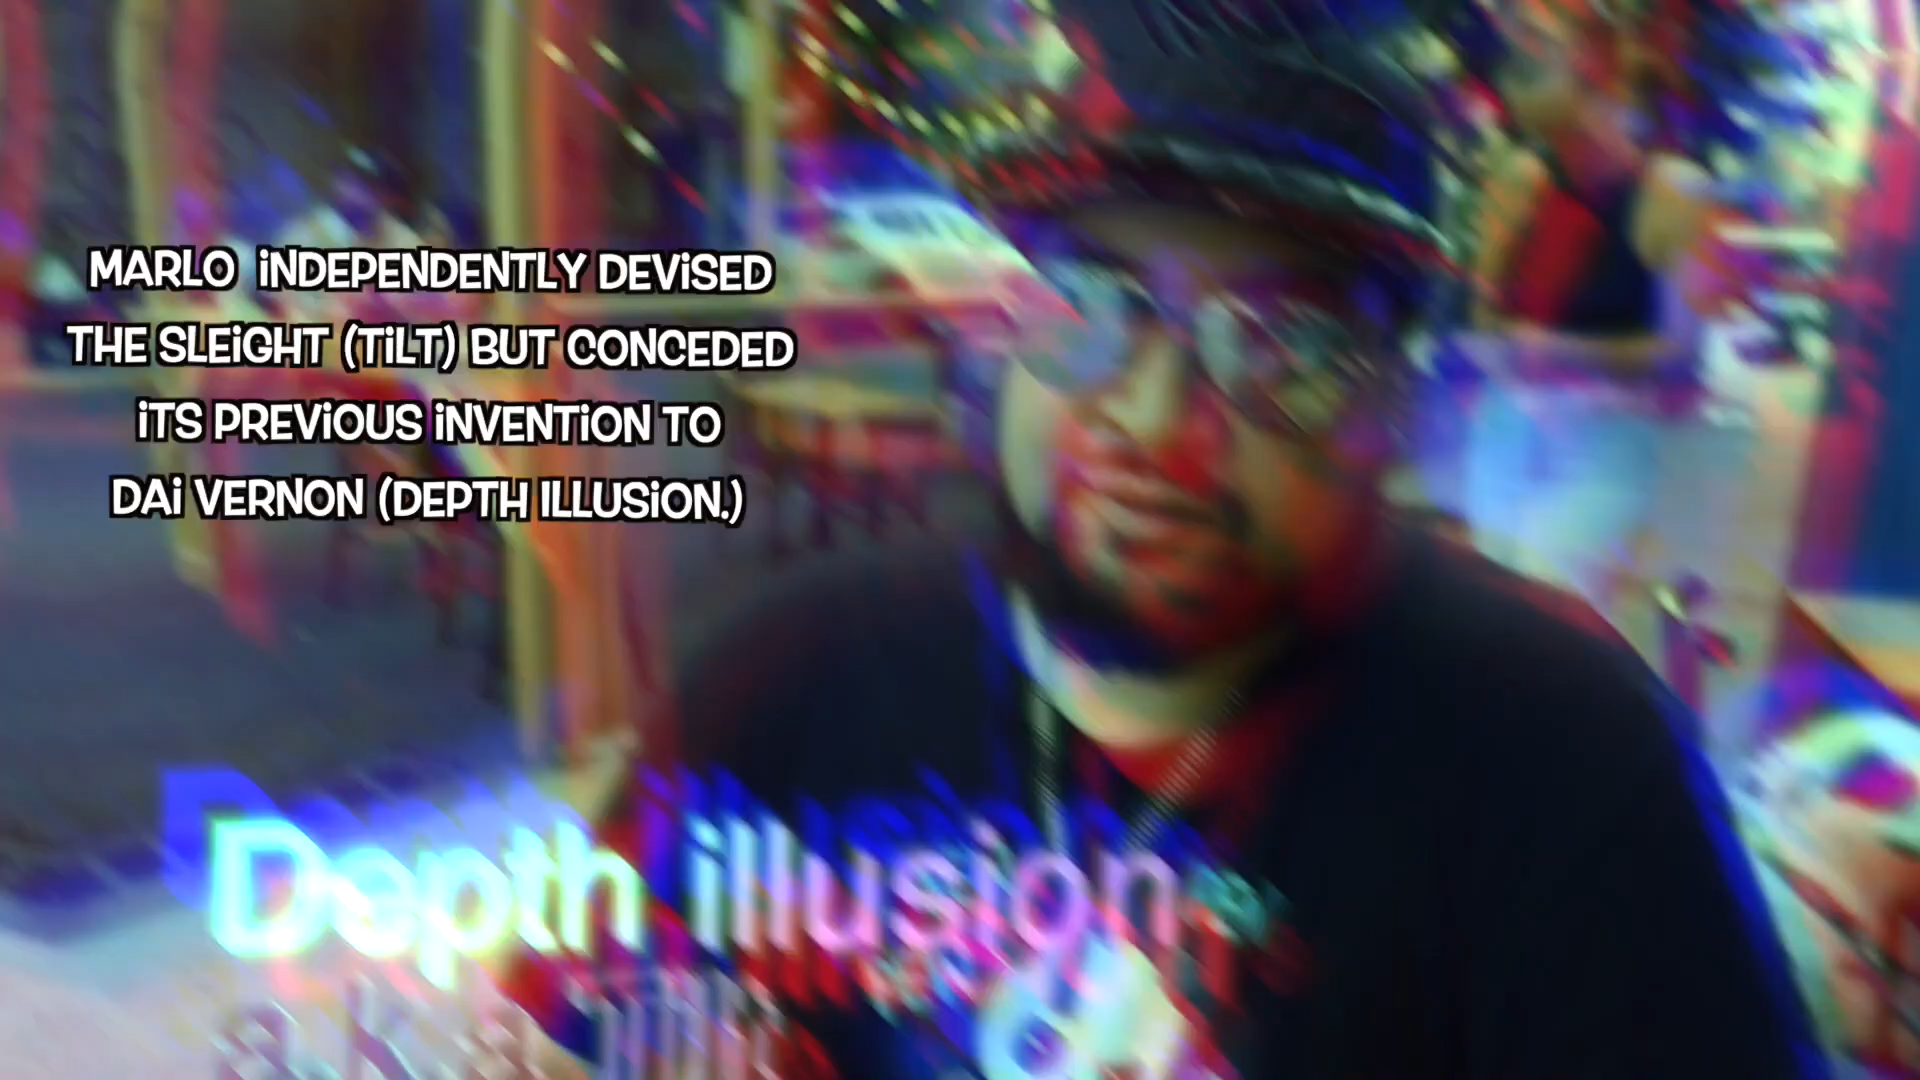 MARLO iNDEPENDENTLY DEViSED
THE SLEiGHT (TiLT) BUT CONCEDED
iTS PREViOUS iNVENTiON TO
DAi VERNON (DEPTH ILLUSiON.)
Depth illusion